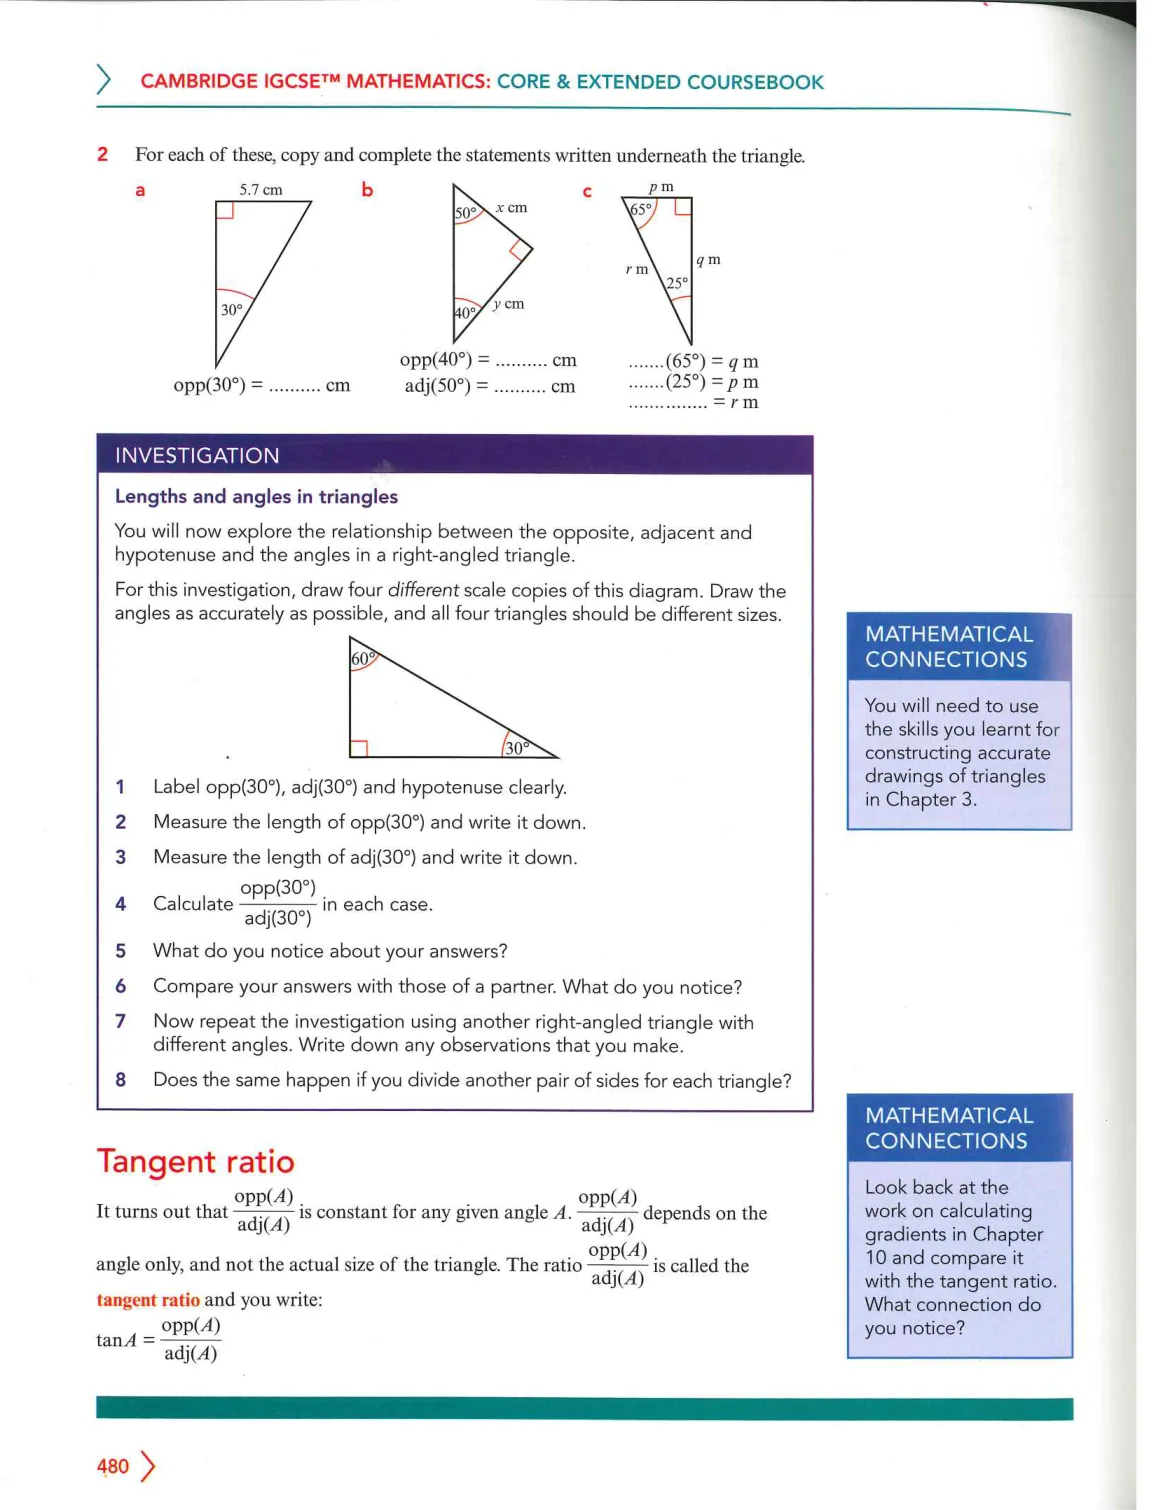 CAMBRIDGE IGCSE™ MATHEMATICS: CORE & EXTENDED COURSEBOOK
2 For each of these, copy and complete the statements written underneath the triangle.
a
5.7 cm
30°
opp(30°) = .......... cm
b
50°
x cm
40°
y cm
opp(40°) = .......... cm
adj(50°) = .......... cm
c
p m
65°
q m
r m
25°
.......(65°) = q m
.......(25°) = p m
............... = r m
INVESTIGATION
Lengths and angles in triangles
You will now explore the relationship between the opposite, adjacent and
hypotenuse and the angles in a right-angled triangle.
For this investigation, draw four different scale copies of this diagram. Draw the
angles as accurately as possible, and all four triangles should be different sizes.
60°
30°
1 Label opp(30°), adj(30°) and hypotenuse clearly.
2 Measure the length of opp(30°) and write it down.
3 Measure the length of adj(30°) and write it down.
4 Calculate opp(30°)/adj(30°) in each case.
5 What do you notice about your answers?
6 Compare your answers with those of a partner. What do you notice?
7 Now repeat the investigation using another right-angled triangle with
different angles. Write down any observations that you make.
8 Does the same happen if you divide another pair of sides for each triangle?
MATHEMATICAL
CONNECTIONS
You will need to use
the skills you learnt for
constructing accurate
drawings of triangles
in Chapter 3.
Tangent ratio
It turns out that opp(A)/adj(A) is constant for any given angle A. opp(A)/adj(A) depends on the
angle only, and not the actual size of the triangle. The ratio opp(A)/adj(A) is called the
tangent ratio and you write:
tanA = opp(A)/adj(A)
MATHEMATICAL
CONNECTIONS
Look back at the
work on calculating
gradients in Chapter
10 and compare it
with the tangent ratio.
What connection do
you notice?
480